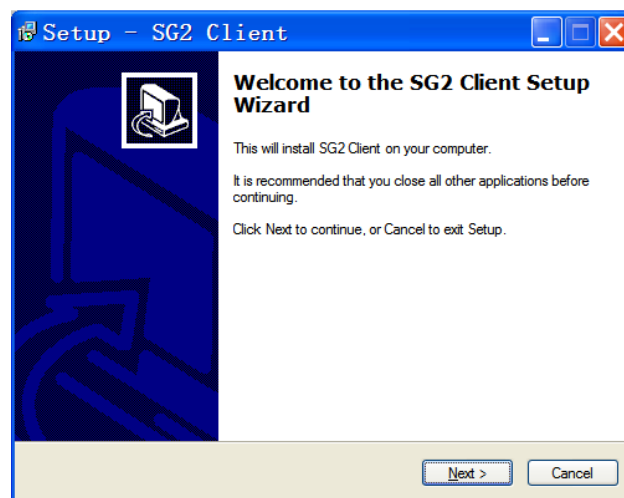 Setup - SG2 Client
Welcome to the SG2 Client Setup
Wizard
This will install SG2 Client on your computer.
It is recommended that you close all other applications before
continuing.
Click Next to continue, or Cancel to exit Setup.
Next >
Cancel